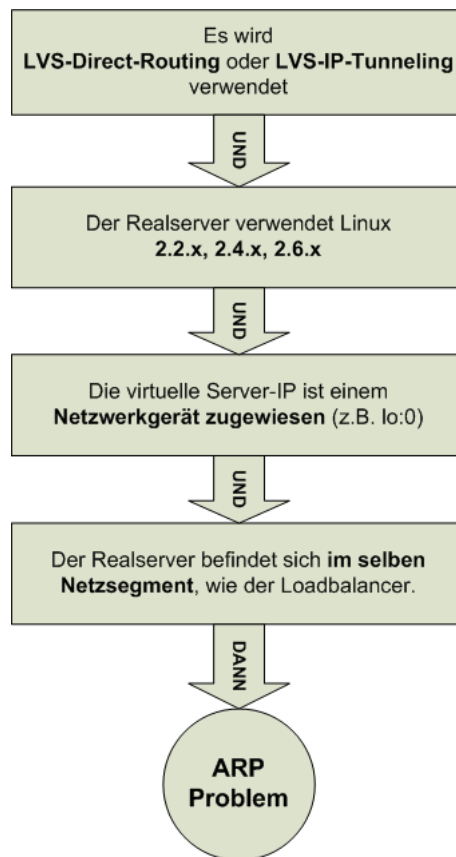 Es wird
LVS-Direct-Routing oder LVS-IP-Tunneling
verwendet
UND
Der Realserver verwendet Linux
2.2.x, 2.4.x, 2.6.x
UND
Die virtuelle Server-IP ist einem
Netzwerkgerät zugewiesen (z.B. lo:0)
UND
Der Realserver befindet sich im selben
Netzsegment, wie der Loadbalancer.
DANN
ARP
Problem